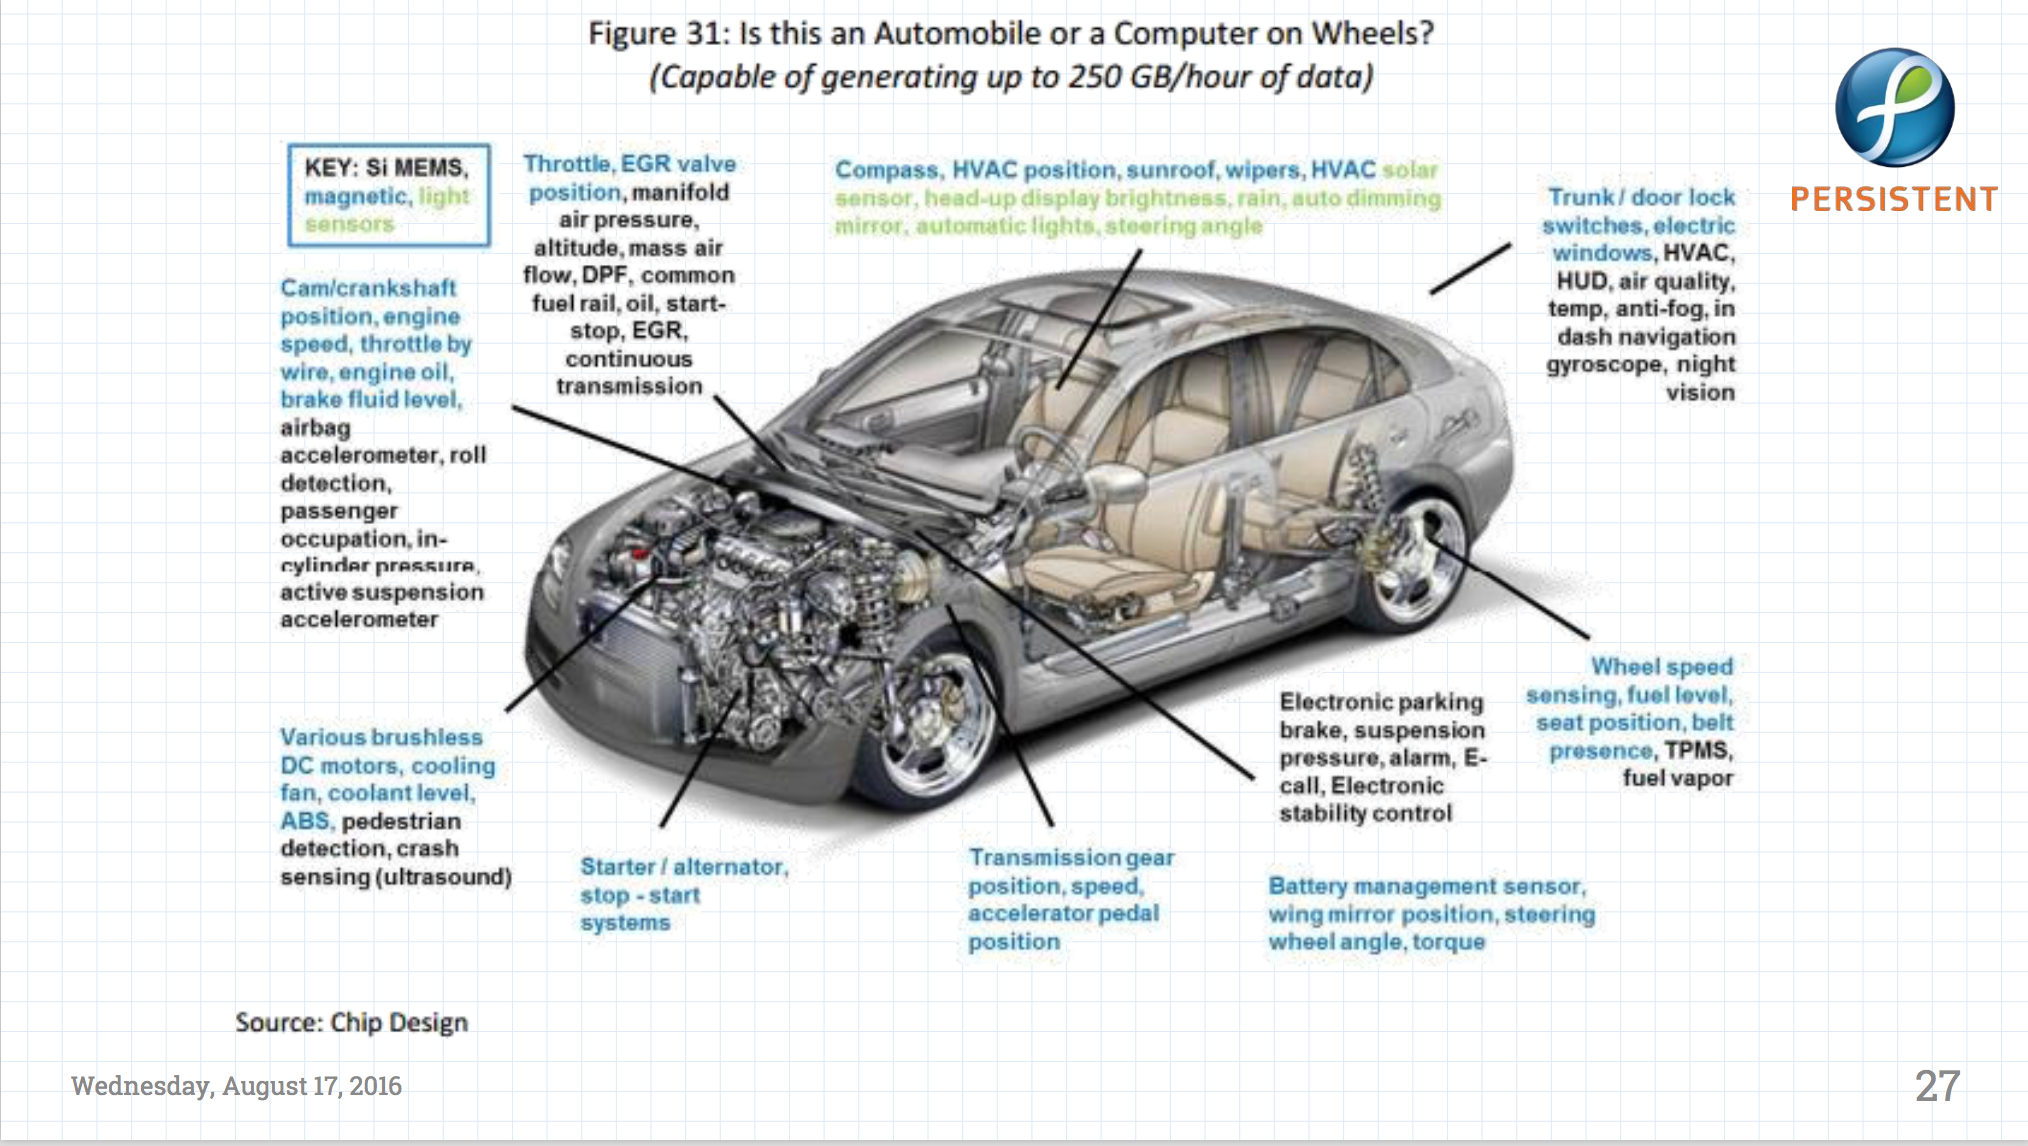 Figure 31: Is this an Automobile or a Computer on Wheels?
(Capable of generating up to 250 GB/hour of data)
PERSISTENT
KEY: Si MEMS,
magnetic, light
sensors
Throttle, EGR valve
position, manifold
air pressure,
altitude, mass air
flow, DPF, common
fuel rail, oil, start-
stop, EGR,
continuous
transmission
Compass, HVAC position, sunroof, wipers, HVAC solar
sensor, head-up display brightness, rain, auto dimming
mirror, automatic lights, steering angle
Trunk / door lock
switches, electric
windows, HVAC,
HUD, air quality,
temp, anti-fog, in
dash navigation
gyroscope, night
vision
Cam/crankshaft
position, engine
speed, throttle by
wire, engine oil,
brake fluid level,
airbag
accelerometer, roll
detection,
passenger
occupation, in-
cylinder pressure,
active suspension
accelerometer
Various brushless
DC motors, cooling
fan, coolant level,
ABS, pedestrian
detection, crash
sensing (ultrasound)
Starter / alternator,
stop - start
systems
Transmission gear
position, speed,
accelerator pedal
position
Electronic parking
brake, suspension
pressure, alarm, E-
call, Electronic
stability control
Wheel speed
sensing, fuel level,
seat position, belt
presence, TPMS,
fuel vapor
Battery management sensor,
wing mirror position, steering
wheel angle, torque
Source: Chip Design
Wednesday, August 17, 2016
27